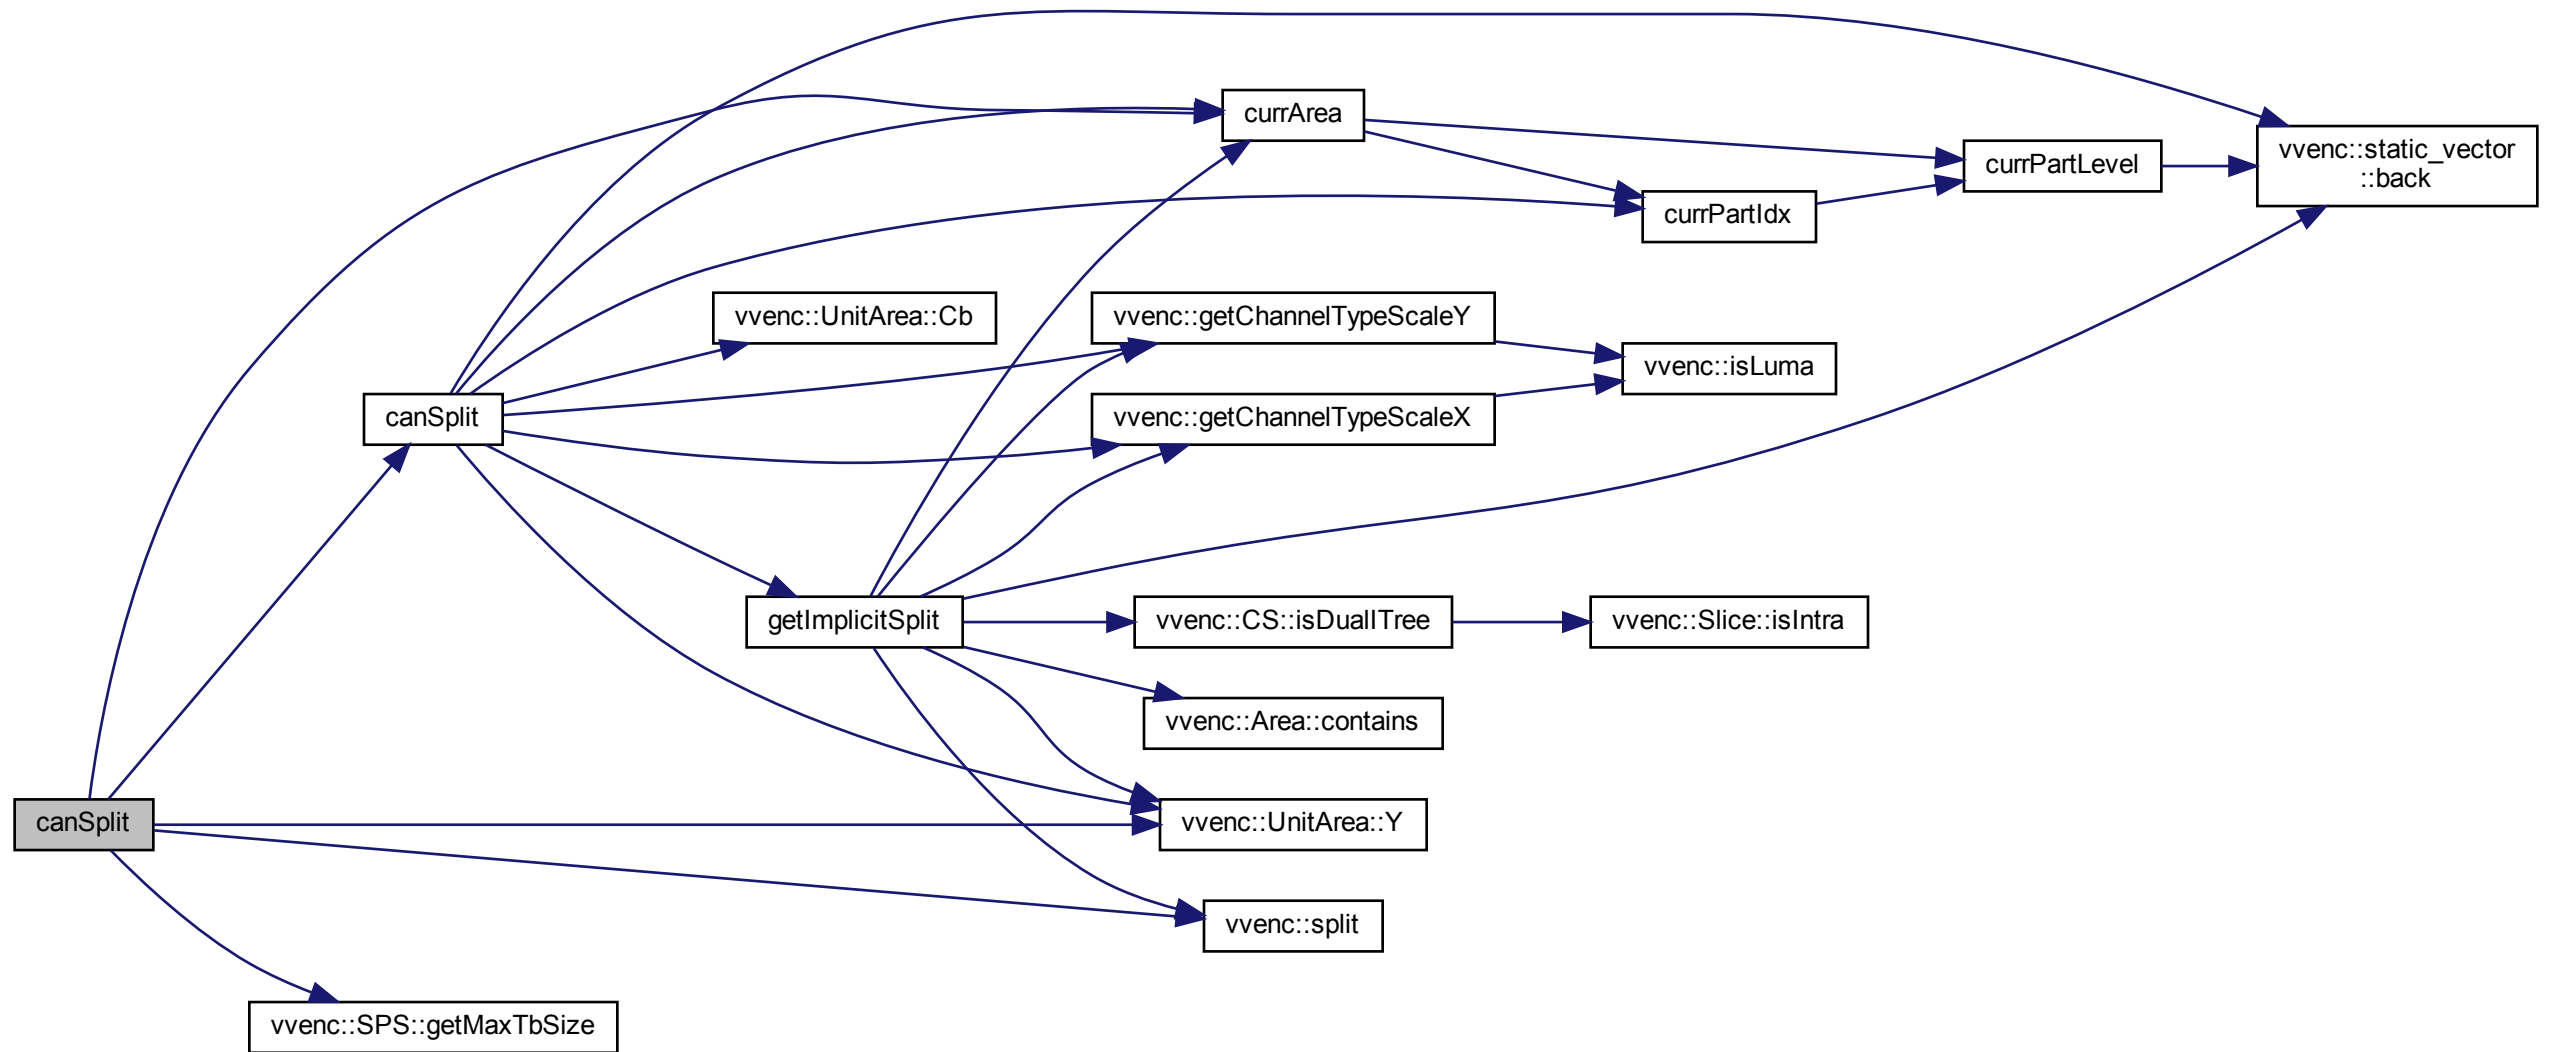 currArea
vvenc::static_vector
::back
currPartLevel
currPartIdx
vvenc::UnitArea::Cb
vvenc::getChannelTypeScaleY
vvenc::isLuma
canSplit
vvenc::getChannelTypeScaleX
getImplicitSplit
vvenc::CS::isDualITree
vvenc::Slice::isIntra
vvenc::Area::contains
canSplit
vvenc::UnitArea::Y
vvenc::split
vvenc::SPS::getMaxTbSize